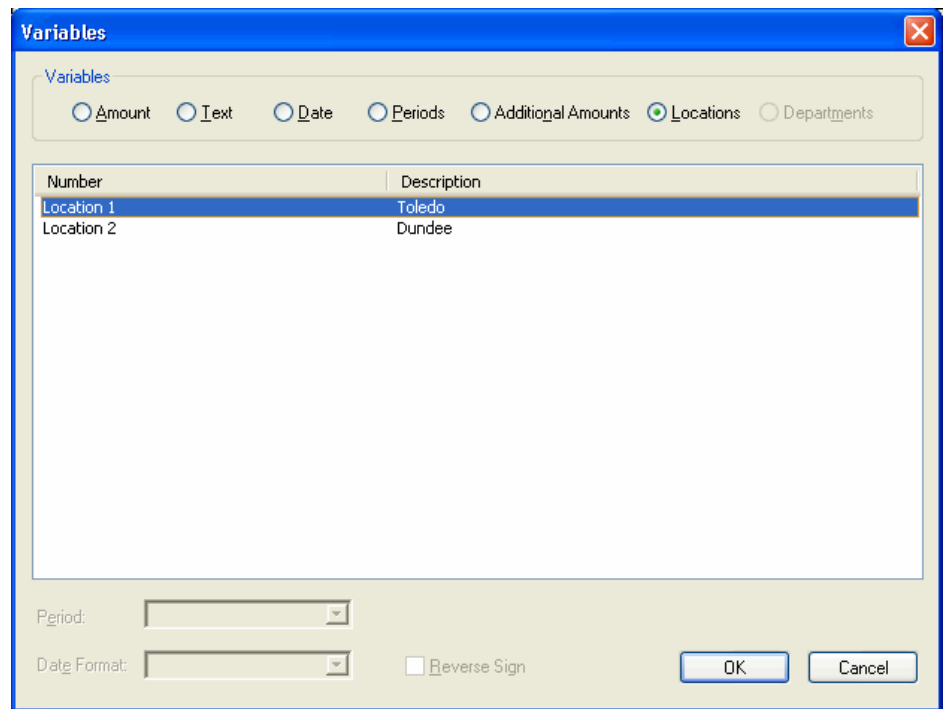 Variables
Variables
Amount Text Date Periods Additional Amounts Locations Departments
Number Description
Location 1 Toledo
Location 2 Dundee
Period:
Date Format: Reverse Sign OK Cancel